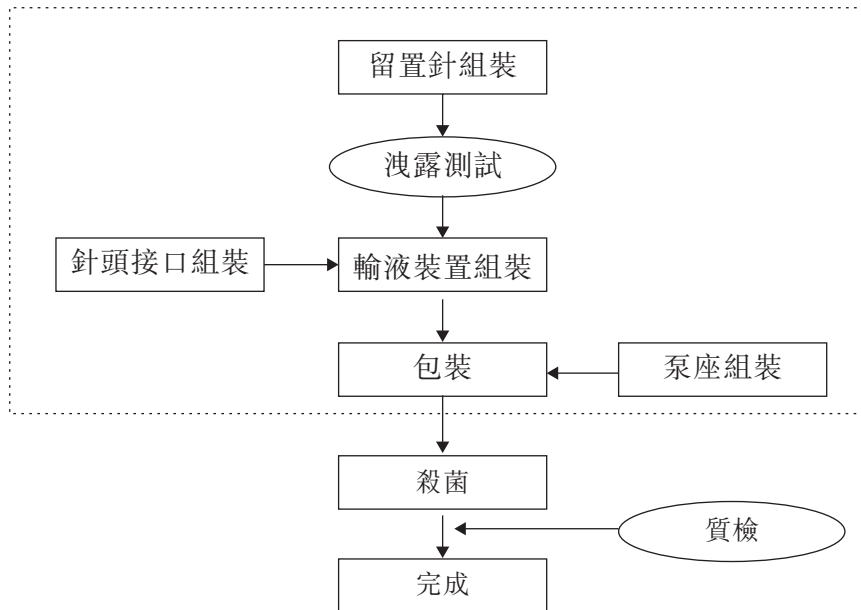 留置針組裝
洩露測試
針頭接口組裝
輸液裝置組裝
包裝
泵座組裝
殺菌
質檢
完成